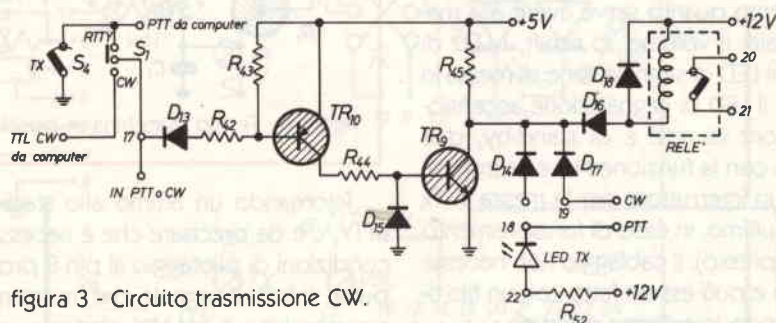 PTT da computer
RTTY
S1
TX
S4
CW
TTL CW
da computer
17
IN PTT o CW
D13
R42
R43
TR10
R44
D15
TR9
+5V
R45
D14
D17
D16
D18
+12V
20
21
RELE'
CW
19
18
PTT
LED TX
22
R52
+12V
figura 3 - Circuito trasmissione CW.